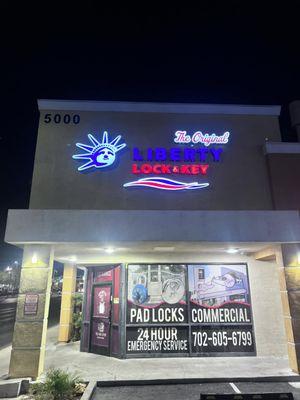 5000
The Original
LIBERTY
LOCK & KEY
PAD LOCKS
COMMERCIAL
24 HOUR
EMERGENCY SERVICE
702-605-6799